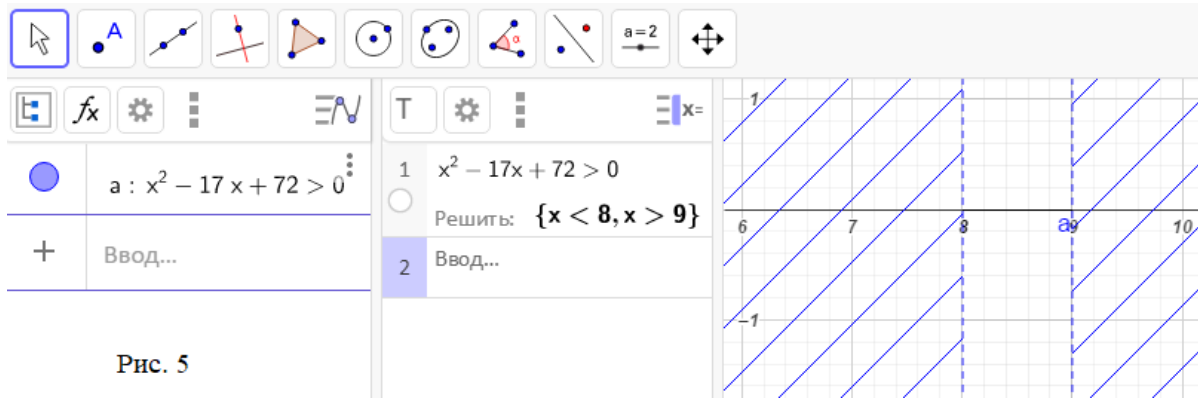 A
α
a = 2
fx
T
x=
a : x² − 17 x + 72 > 0
Ввод...
1
x² − 17x + 72 > 0
Решить: {x < 8, x > 9}
2
Ввод...
1
6
7
8
a
9
10
−1
Рис. 5